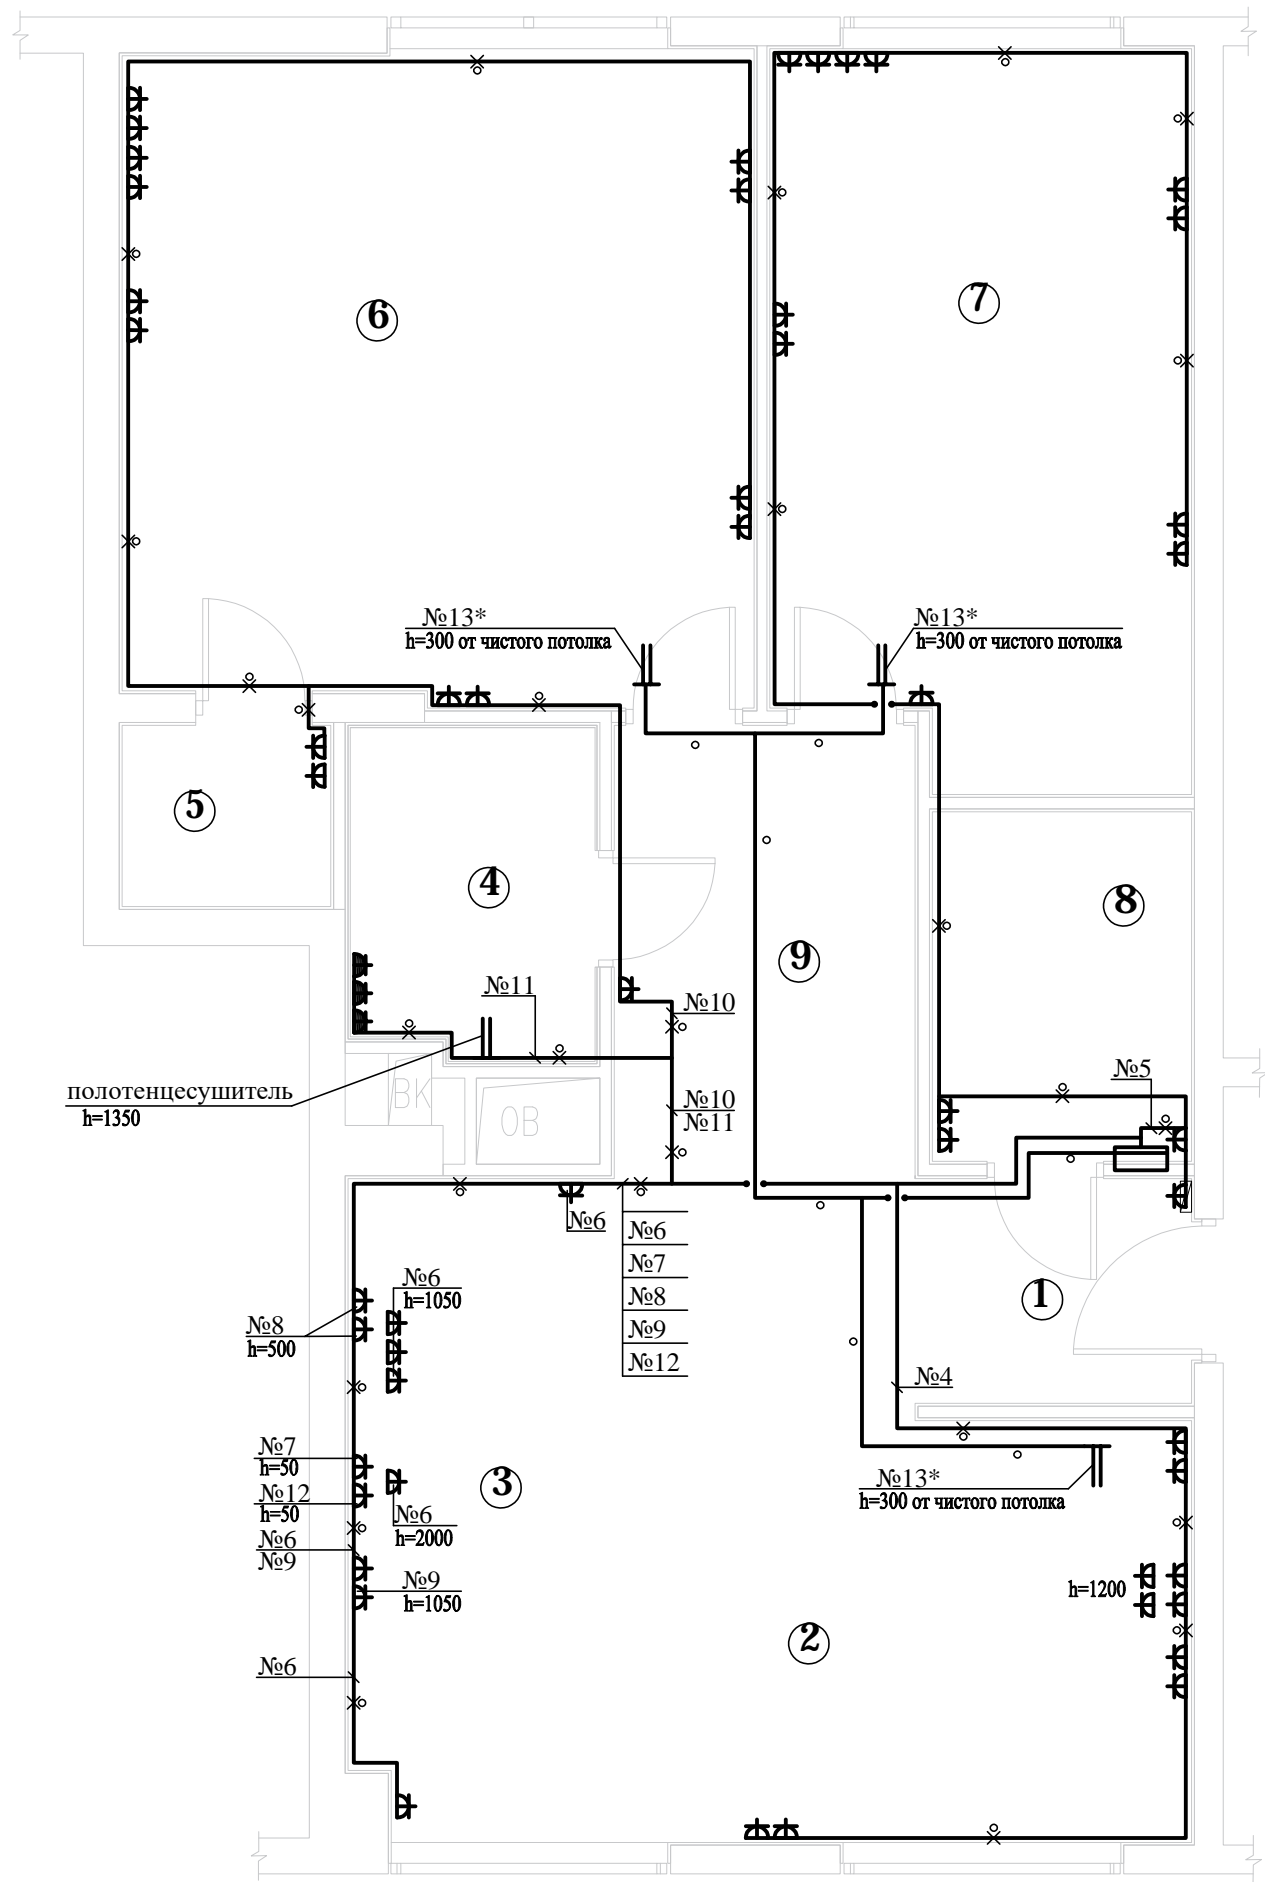 7
6
№13*
h=300 от чистого потолка
№13*
h=300 от чистого потолка
5
4
8
9
№11
№10
№5
полотенцесушитель
h=1350
ВК
ОВ
№10
№11
№6
№6
№7
№8
№9
№12
№6
h=1050
1
№8
h=500
№4
№7
h=50
№12
h=50
3
№13*
h=300 от чистого потолка
№6
h=2000
№6
№9
№9
h=1050
h=1200
2
№6